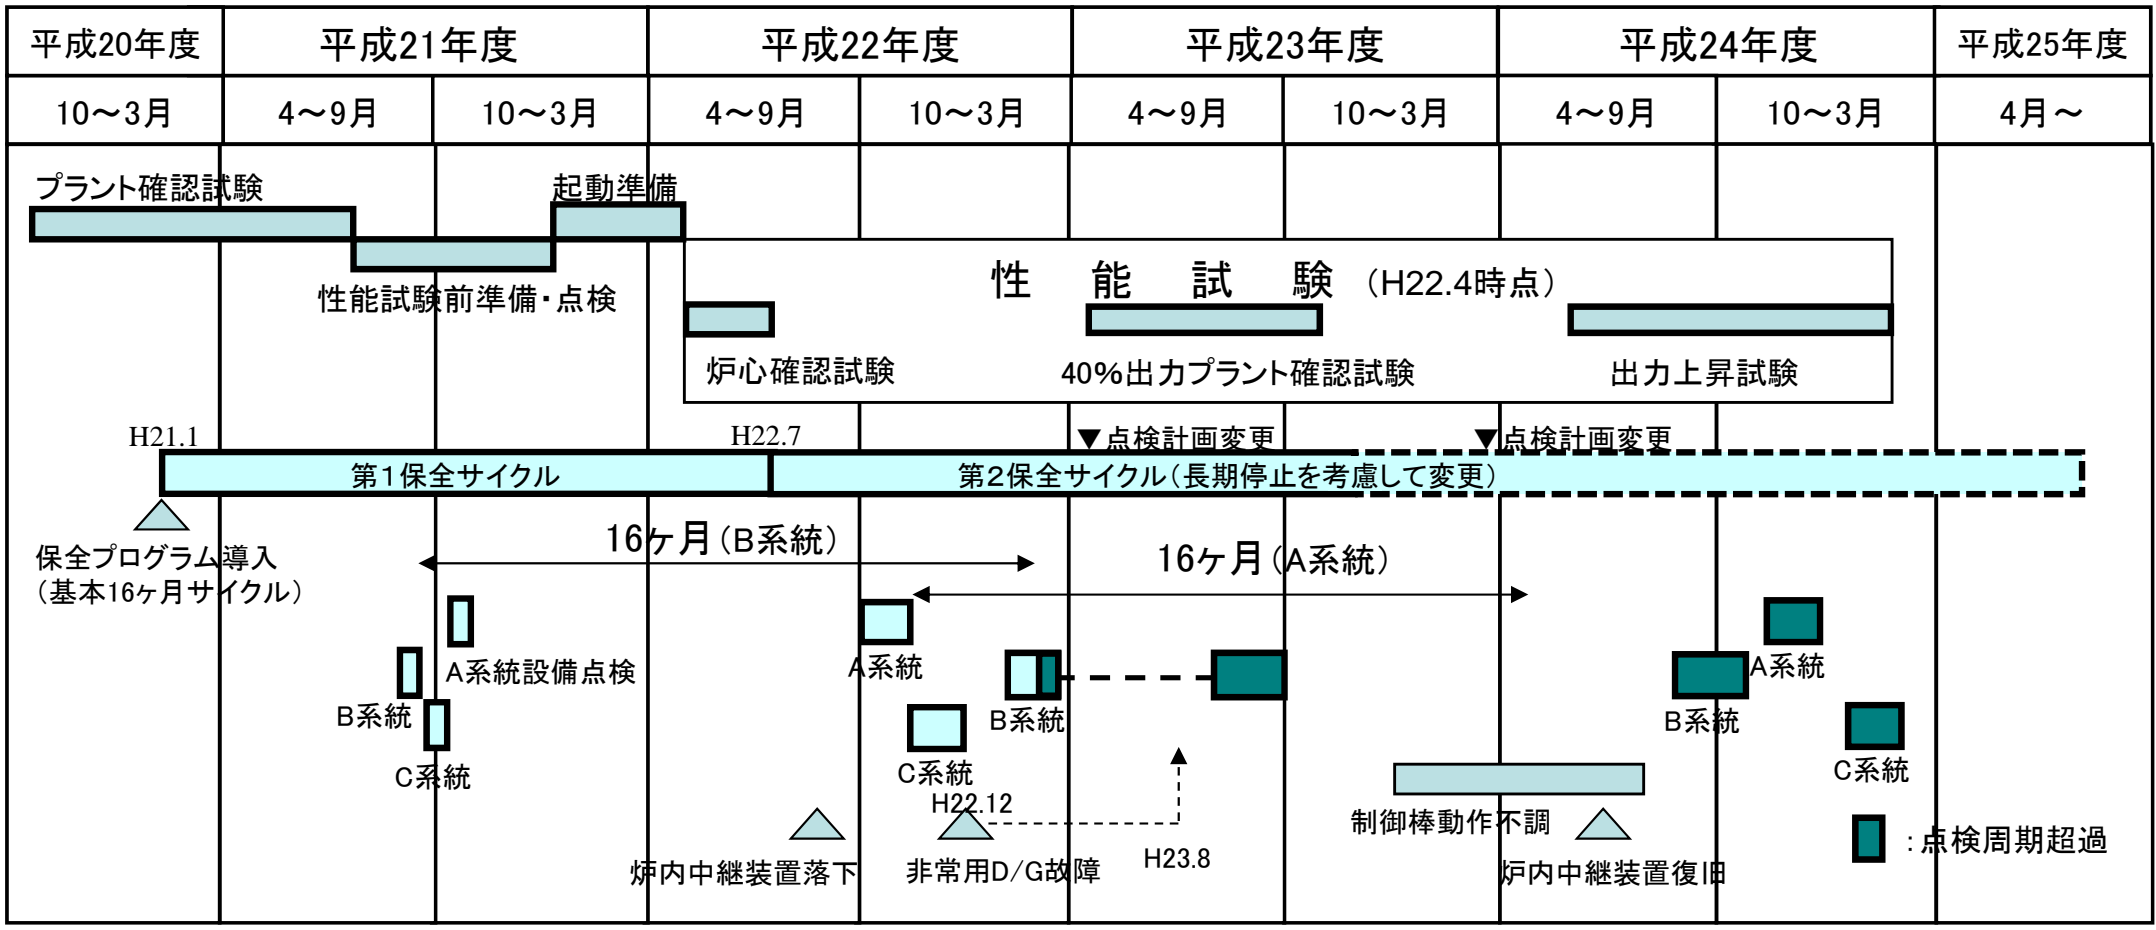 平成20年度 平成21年度 平成22年度 平成23年度 平成24年度 平成25年度
10～3月 4～9月 10～3月 4～9月 10～3月 4～9月 10～3月 4～9月 10～3月 4月～
プラント確認試験
起動準備
性能試験前準備・点検
性能試験（H22.4時点）
炉心確認試験
40%出力プラント確認試験
出力上昇試験
H21.1
H22.7
▼点検計画変更
▼点検計画変更
第1保全サイクル
第2保全サイクル（長期停止を考慮して変更）
保全プログラム導入
（基本16ヶ月サイクル）
16ヶ月（B系統）
16ヶ月（A系統）
A系統設備点検
B系統
C系統
A系統
B系統
C系統
A系統
B系統
C系統
H22.12
H23.8
炉内中継装置落下
非常用D/G故障
制御棒動作不調
炉内中継装置復旧
：点検周期超過